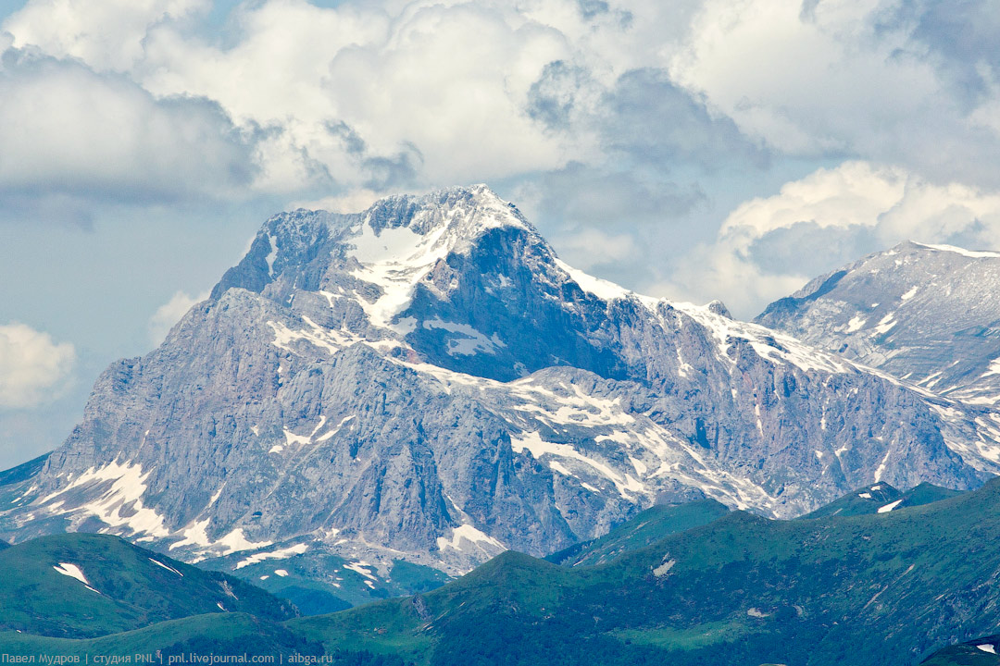 Павел Мудров | студия PNL | pnl.livejournal.com | aibga.ru